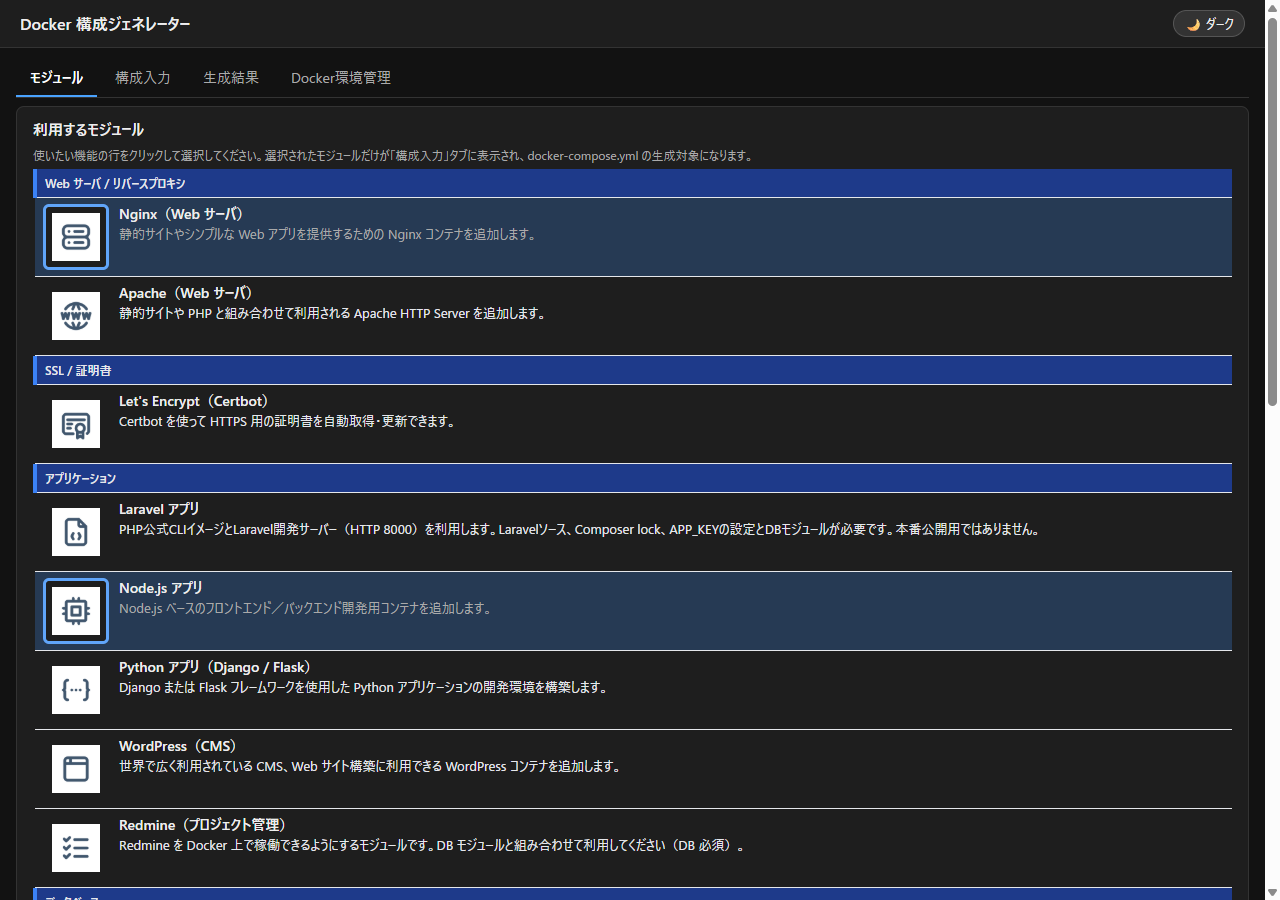 Docker 構成ジェネレーター
🌙 ダーク
モジュール
構成入力
生成結果
Docker環境管理
利用するモジュール
使いたい機能の行をクリックして選択してください。選択されたモジュールだけが「構成入力」タブに表示され、docker-compose.yml の生成対象になります。
Web サーバ / リバースプロキシ
Nginx（Web サーバ）
静的サイトやシンプルな Web アプリを提供するための Nginx コンテナを追加します。
WWW
Apache（Web サーバ）
静的サイトや PHP と組み合わせて利用される Apache HTTP Server を追加します。
SSL / 証明書
Let's Encrypt（Certbot）
Certbot を使って HTTPS 用の証明書を自動取得・更新できます。
アプリケーション
Laravel アプリ
PHP公式CLIイメージとLaravel開発サーバー（HTTP 8000）を利用します。Laravelソース、Composer lock、APP_KEYの設定とDBモジュールが必要です。本番公開用ではありません。
Node.js アプリ
Node.js ベースのフロントエンド／バックエンド開発用コンテナを追加します。
Python アプリ（Django / Flask）
Django または Flask フレームワークを使用した Python アプリケーションの開発環境を構築します。
WordPress（CMS）
世界で広く利用されている CMS、Web サイト構築に利用できる WordPress コンテナを追加します。
Redmine（プロジェクト管理）
Redmine を Docker 上で稼働できるようにするモジュールです。DB モジュールと組み合わせて利用してください（DB 必須）。